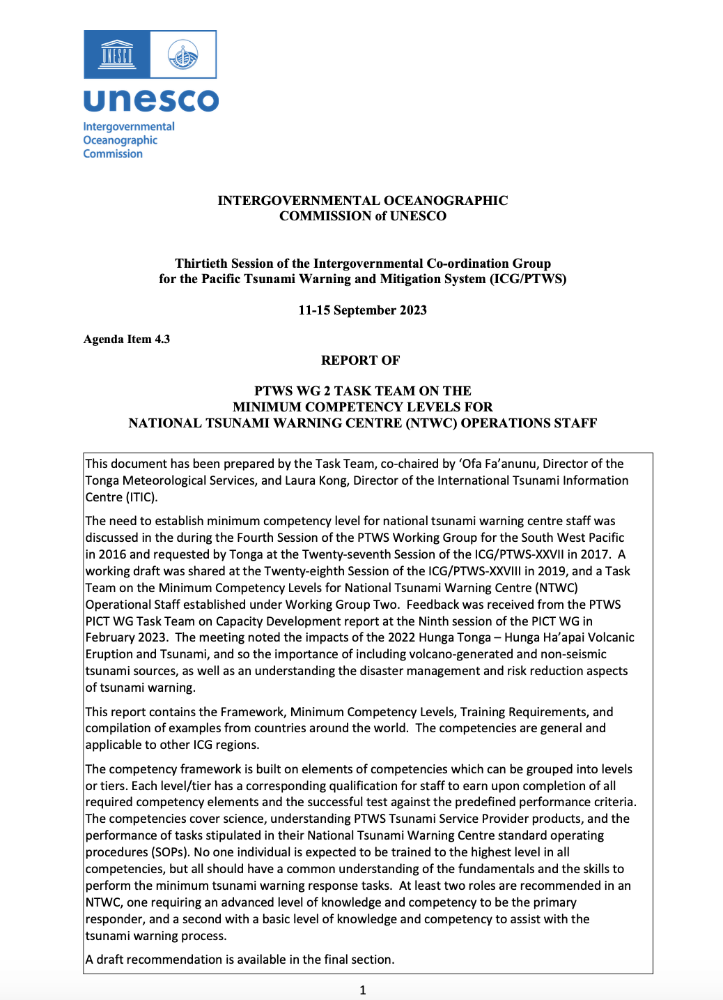 UNESCO
unesco
Intergovernmental
Oceanographic
Commission
INTERGOVERNMENTAL OCEANOGRAPHIC
COMMISSION of UNESCO
Thirtieth Session of the Intergovernmental Co-ordination Group
for the Pacific Tsunami Warning and Mitigation System (ICG/PTWS)
11-15 September 2023
Agenda Item 4.3
REPORT OF
PTWS WG 2 TASK TEAM ON THE
MINIMUM COMPETENCY LEVELS FOR
NATIONAL TSUNAMI WARNING CENTRE (NTWC) OPERATIONS STAFF
This document has been prepared by the Task Team, co-chaired by ‘Ofa Fa’anunu, Director of the
Tonga Meteorological Services, and Laura Kong, Director of the International Tsunami Information
Centre (ITIC).
The need to establish minimum competency level for national tsunami warning centre staff was
discussed in the during the Fourth Session of the PTWS Working Group for the South West Pacific
in 2016 and requested by Tonga at the Twenty-seventh Session of the ICG/PTWS-XXVII in 2017.  A
working draft was shared at the Twenty-eighth Session of the ICG/PTWS-XXVIII in 2019, and a Task
Team on the Minimum Competency Levels for National Tsunami Warning Centre (NTWC)
Operational Staff established under Working Group Two.  Feedback was received from the PTWS
PICT WG Task Team on Capacity Development report at the Ninth session of the PICT WG in
February 2023.  The meeting noted the impacts of the 2022 Hunga Tonga – Hunga Ha’apai Volcanic
Eruption and Tsunami, and so the importance of including volcano-generated and non-seismic
tsunami sources, as well as an understanding the disaster management and risk reduction aspects
of tsunami warning.
This report contains the Framework, Minimum Competency Levels, Training Requirements, and
compilation of examples from countries around the world.  The competencies are general and
applicable to other ICG regions.
The competency framework is built on elements of competencies which can be grouped into levels
or tiers. Each level/tier has a corresponding qualification for staff to earn upon completion of all
required competency elements and the successful test against the predefined performance criteria.
The competencies cover science, understanding PTWS Tsunami Service Provider products, and the
performance of tasks stipulated in their National Tsunami Warning Centre standard operating
procedures (SOPs). No one individual is expected to be trained to the highest level in all
competencies, but all should have a common understanding of the fundamentals and the skills to
perform the minimum tsunami warning response tasks.  At least two roles are recommended in an
NTWC, one requiring an advanced level of knowledge and competency to be the primary
responder, and a second with a basic level of knowledge and competency to assist with the
tsunami warning process.
A draft recommendation is available in the final section.
1